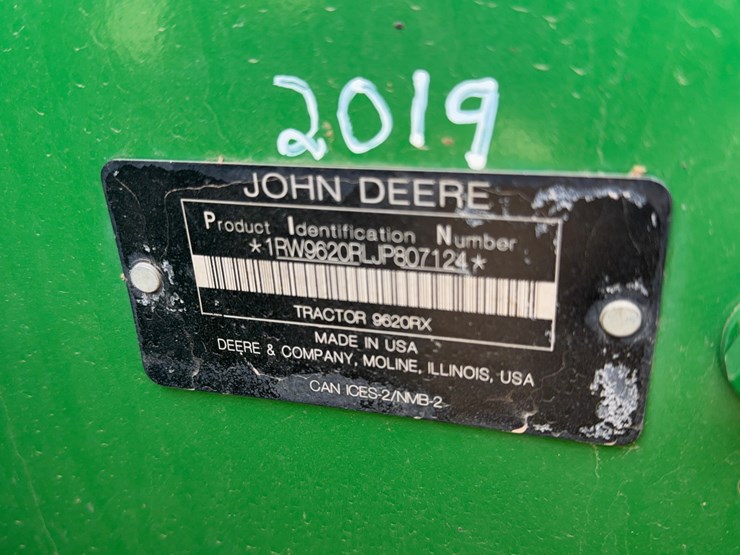 2019
JOHN DEERE
Product Identification Number
*1RW9620RLJP807124*
TRACTOR 9620RX
MADE IN USA
DEERE & COMPANY, MOLINE, ILLINOIS, USA
CAN ICES-2/NMB-2